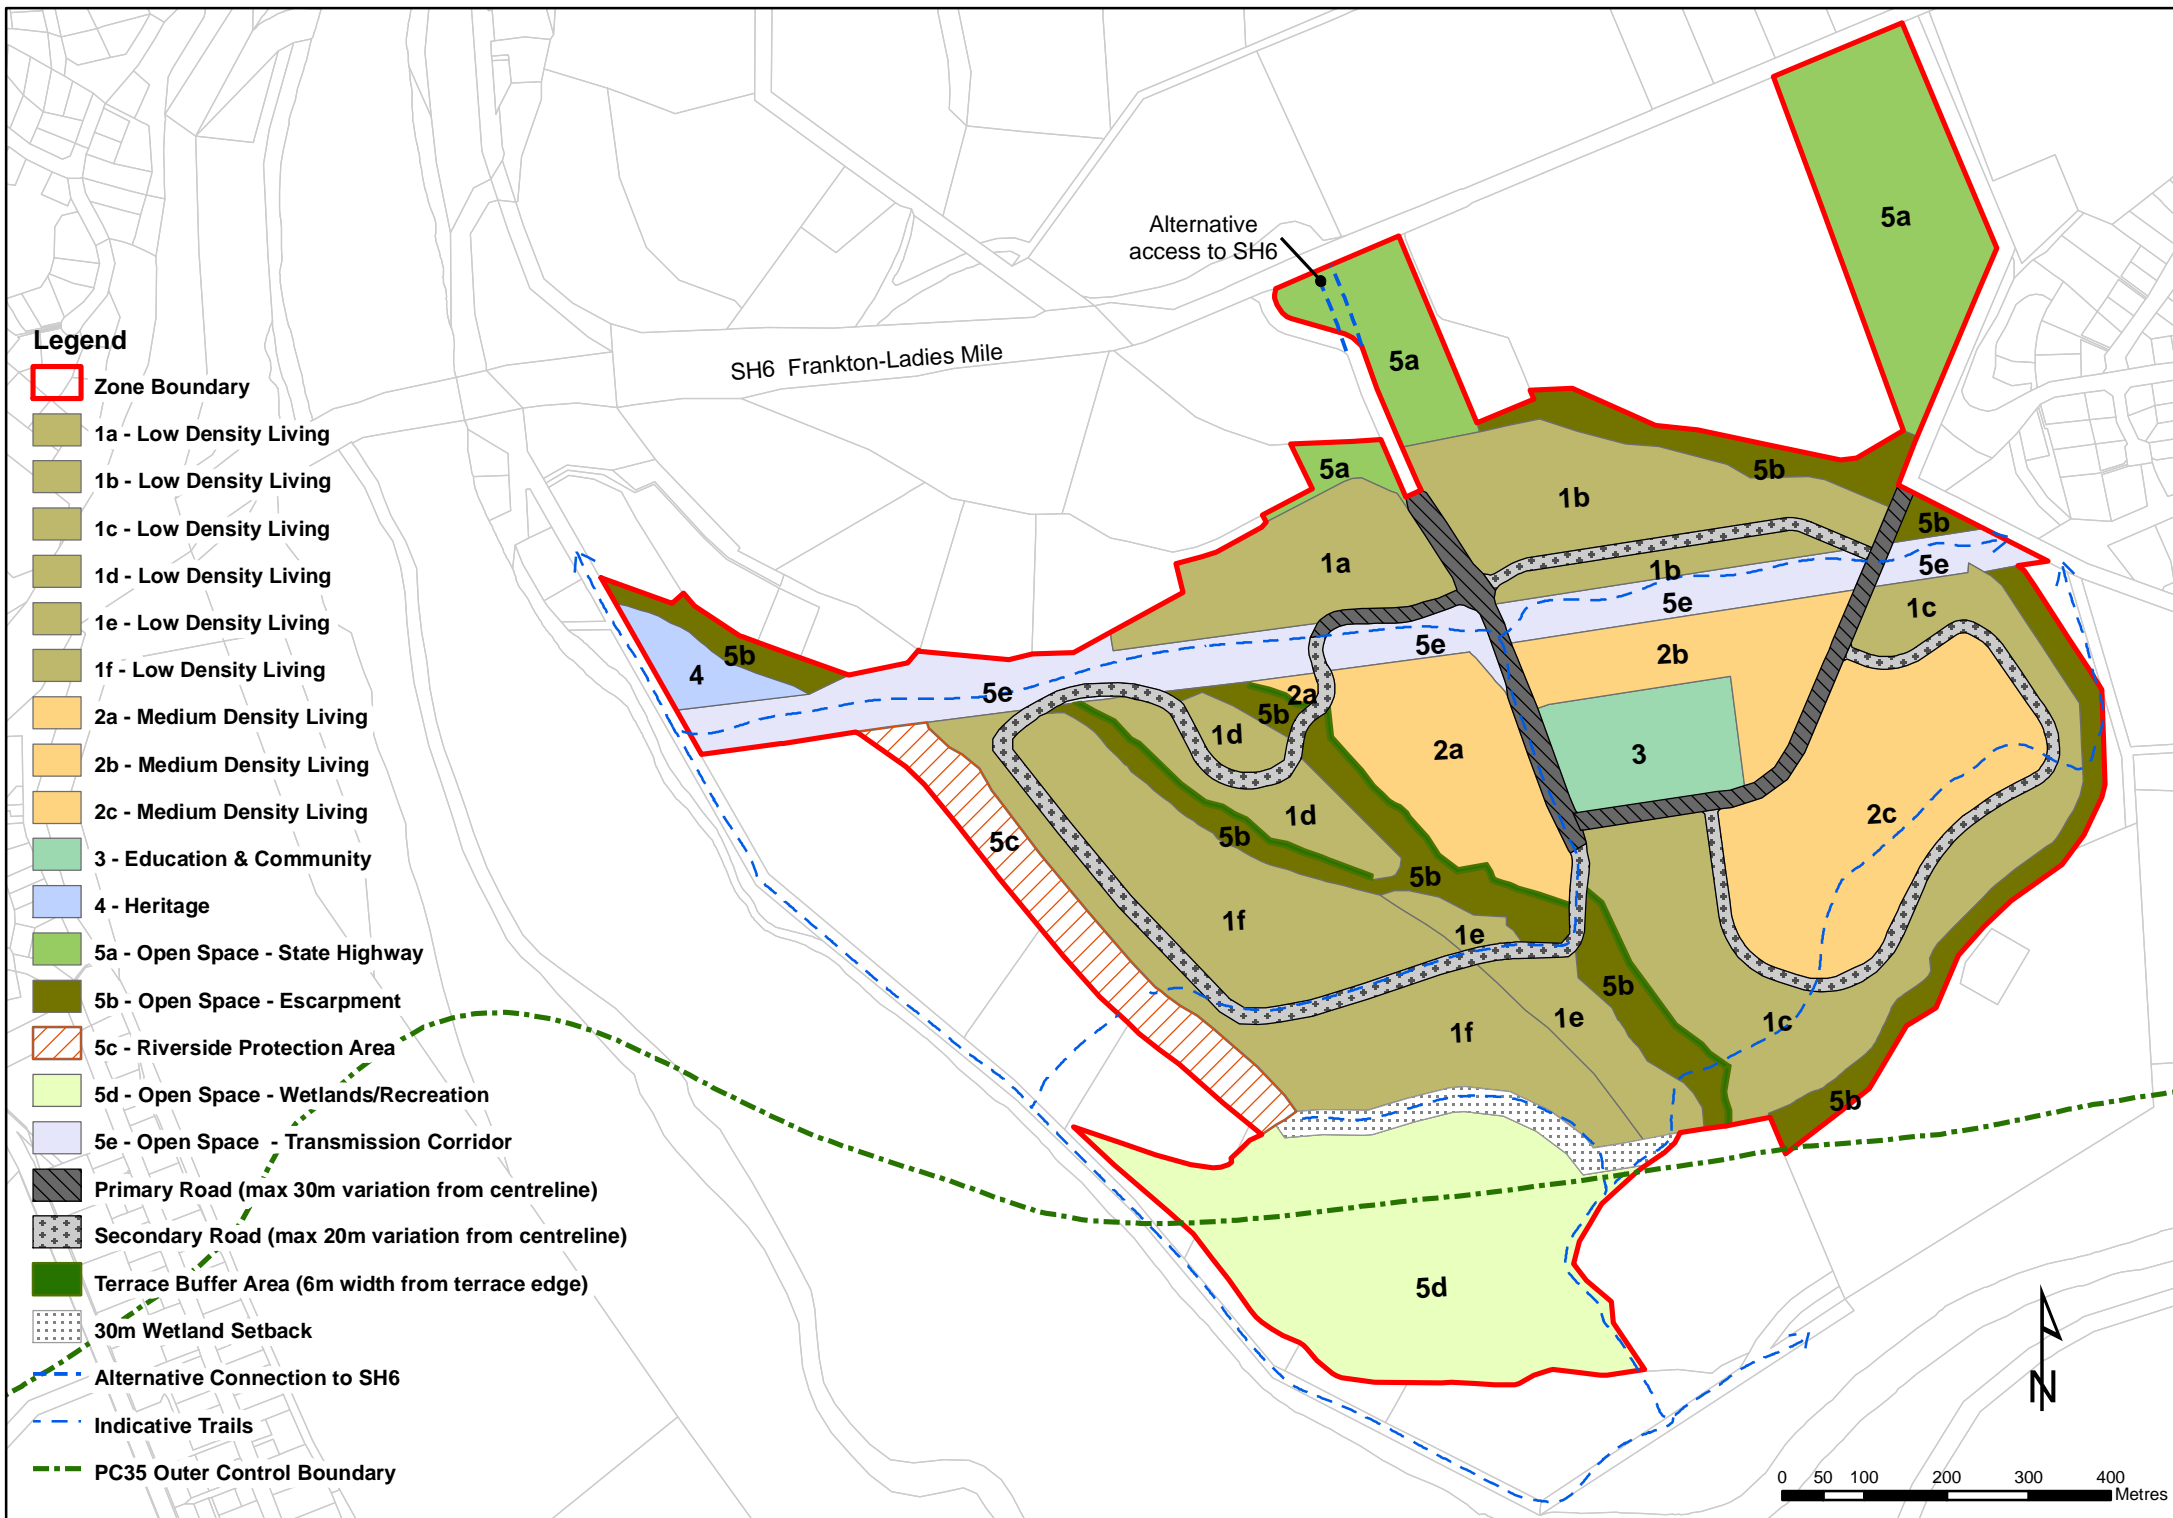 5a
Alternative
access to SH6
SH6 Frankton-Ladies Mile
5a
5a
5b
1b
5b
1a
1b
5e
5e
1c
5b
4
5e
5e
2b
2a
5b
1d
2a
3
5c
5b
1d
2c
5b
1f
1e
5b
1f
1e
1c
5b
5d
Legend
Zone Boundary
1a - Low Density Living
1b - Low Density Living
1c - Low Density Living
1d - Low Density Living
1e - Low Density Living
1f - Low Density Living
2a - Medium Density Living
2b - Medium Density Living
2c - Medium Density Living
3 - Education & Community
4 - Heritage
5a - Open Space - State Highway
5b - Open Space - Escarpment
5c - Riverside Protection Area
5d - Open Space - Wetlands/Recreation
5e - Open Space - Transmission Corridor
Primary Road (max 30m variation from centreline)
Secondary Road (max 20m variation from centreline)
Terrace Buffer Area (6m width from terrace edge)
30m Wetland Setback
Alternative Connection to SH6
Indicative Trails
PC35 Outer Control Boundary
N
0 50 100 200 300 400
Metres